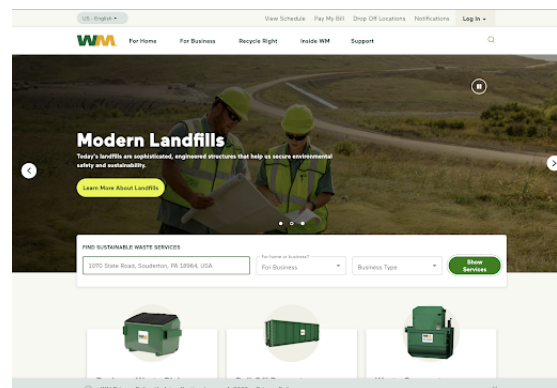 US - English
View Schedule Pay My Bill Drop Off Locations Notifications Log In
WM For Home For Business Recycle Right Inside WM Support
Modern Landfills
Today's landfills are sophisticated, engineered structures that help us secure environmental
safety and sustainability.
Learn More About Landfills
FIND SUSTAINABLE WASTE SERVICES
For home or business?
1070 State Road, Souderton, PR 18964, USA For Business Business Type
Show
Services